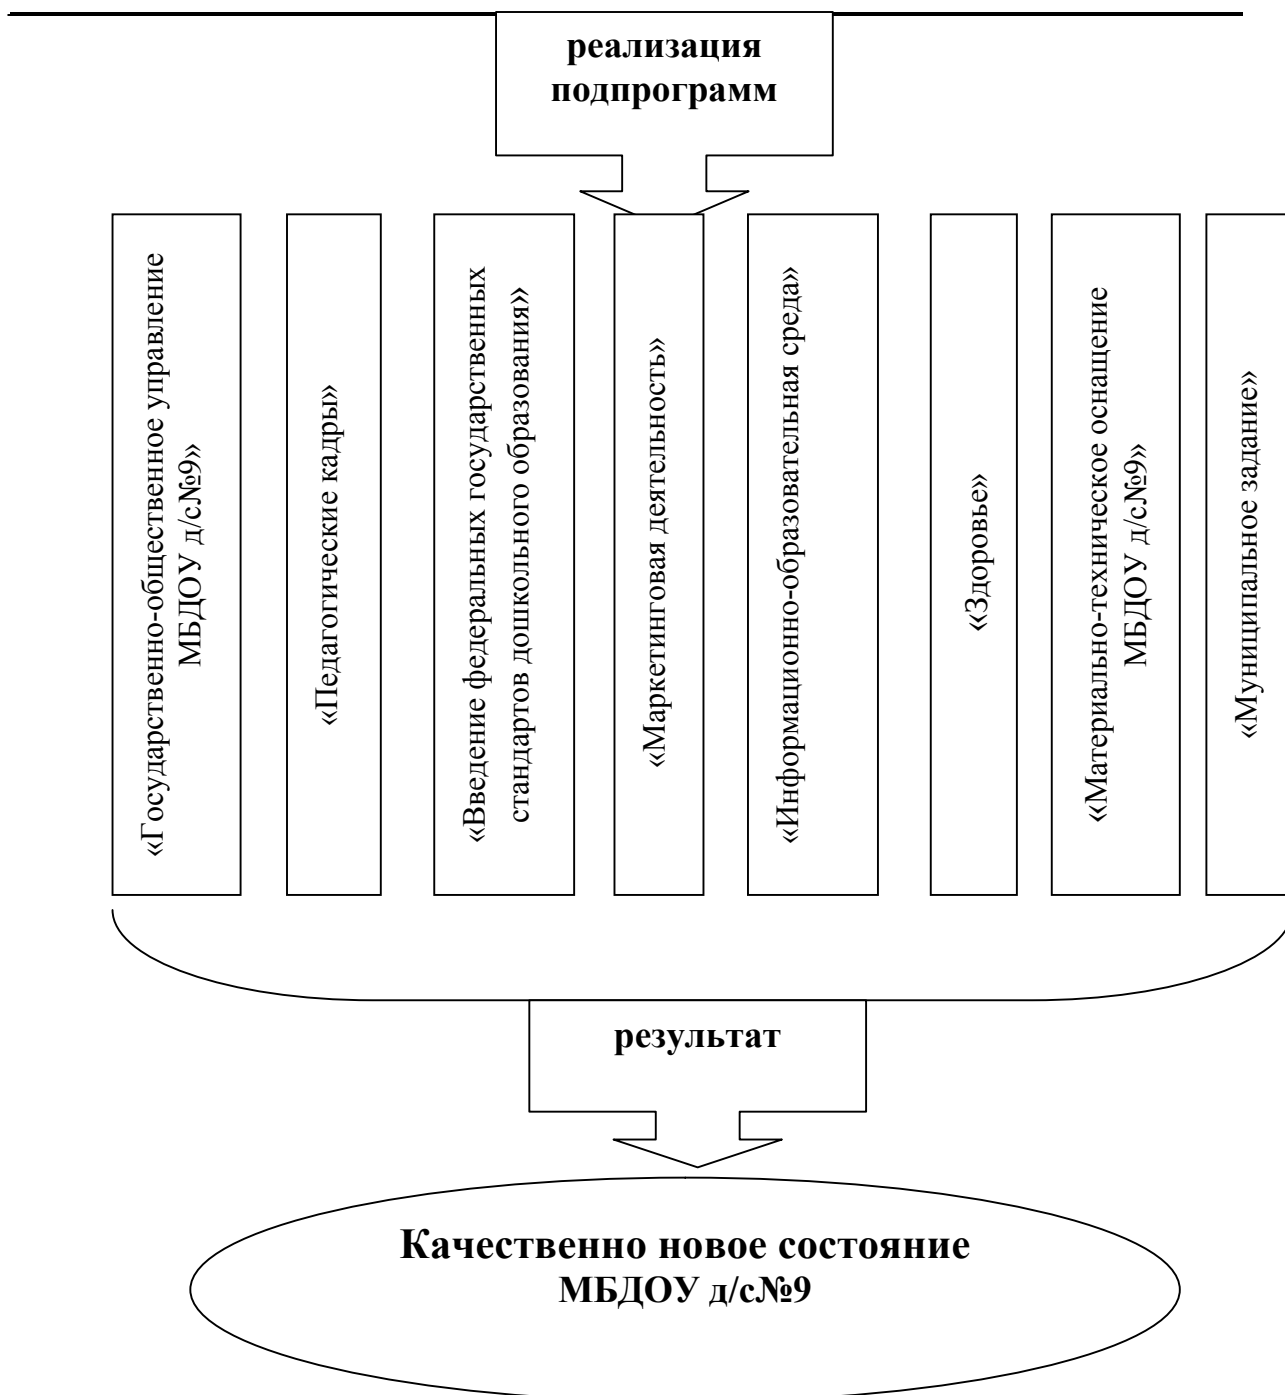 реализация
подпрограмм
«Государственно-общественное управление
МБДОУ д/с№9»
«Педагогические кадры»
«Введение федеральных государственных
стандартов дошкольного образования»
«Маркетинговая деятельность»
«Информационно-образовательная среда»
«Здоровье»
«Материально-техническое оснащение
МБДОУ д/с№9»
«Муниципальное задание»
результат
Качественно новое состояние
МБДОУ д/с№9